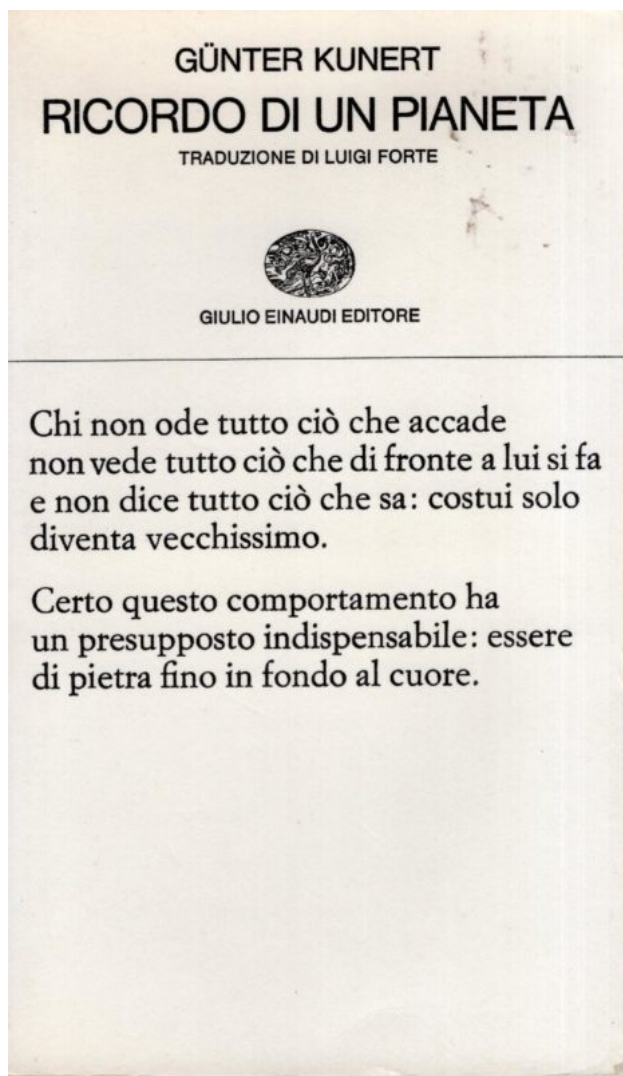 GÜNTER KUNERT
RICORDO DI UN PIANETA
TRADUZIONE DI LUIGI FORTE
GIULIO EINAUDI EDITORE
Chi non ode tutto ciò che accade
non vede tutto ciò che di fronte a lui si fa
e non dice tutto ciò che sa: costui solo
diventa vecchissimo.
Certo questo comportamento ha
un presupposto indispensabile: essere
di pietra fino in fondo al cuore.